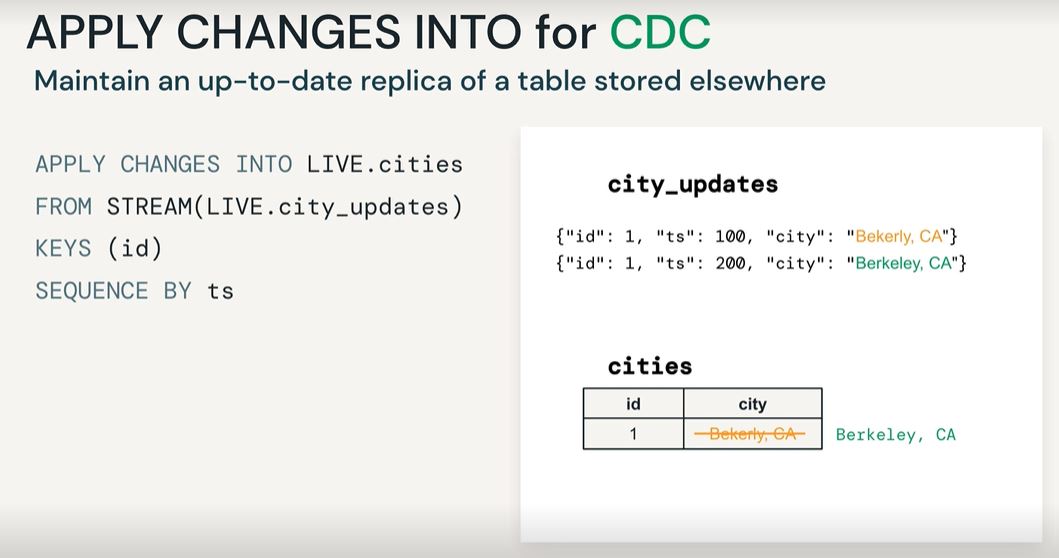 APPLY CHANGES INTO for CDC
Maintain an up-to-date replica of a table stored elsewhere
APPLY CHANGES INTO LIVE.cities
FROM STREAM(LIVE.city_updates)
KEYS (id)
SEQUENCE BY ts
city_updates
{"id": 1, "ts": 100, "city": "Bekerly, CA"}
{"id": 1, "ts": 200, "city": "Berkeley, CA"}
cities
id city
1 Bekerly, CA Berkeley, CA